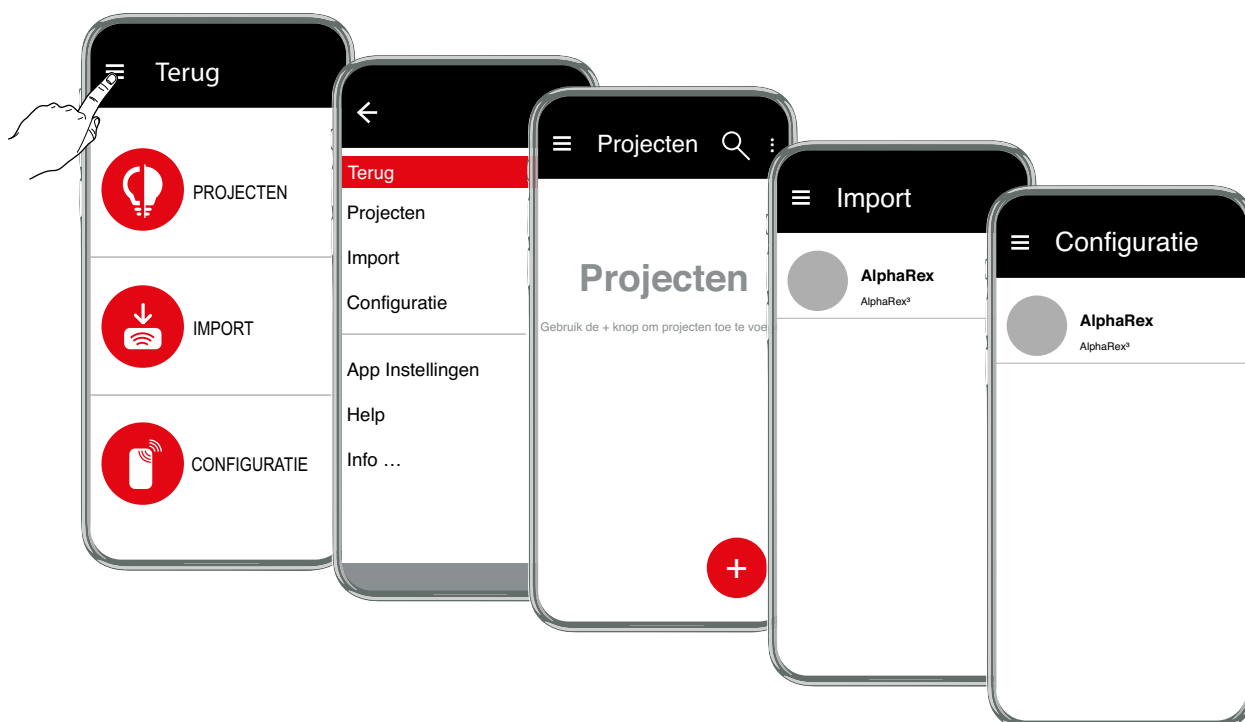 Terug
PROJECTEN
IMPORT
CONFIGURATIE
Terug
Projecten
Import
Configuratie
App Instellingen
Help
Info …
Projecten
Projecten
Gebruik de + knop om projecten toe te voe
+
Import
AlphaRex
AlphaRex³
Configuratie
AlphaRex
AlphaRex³